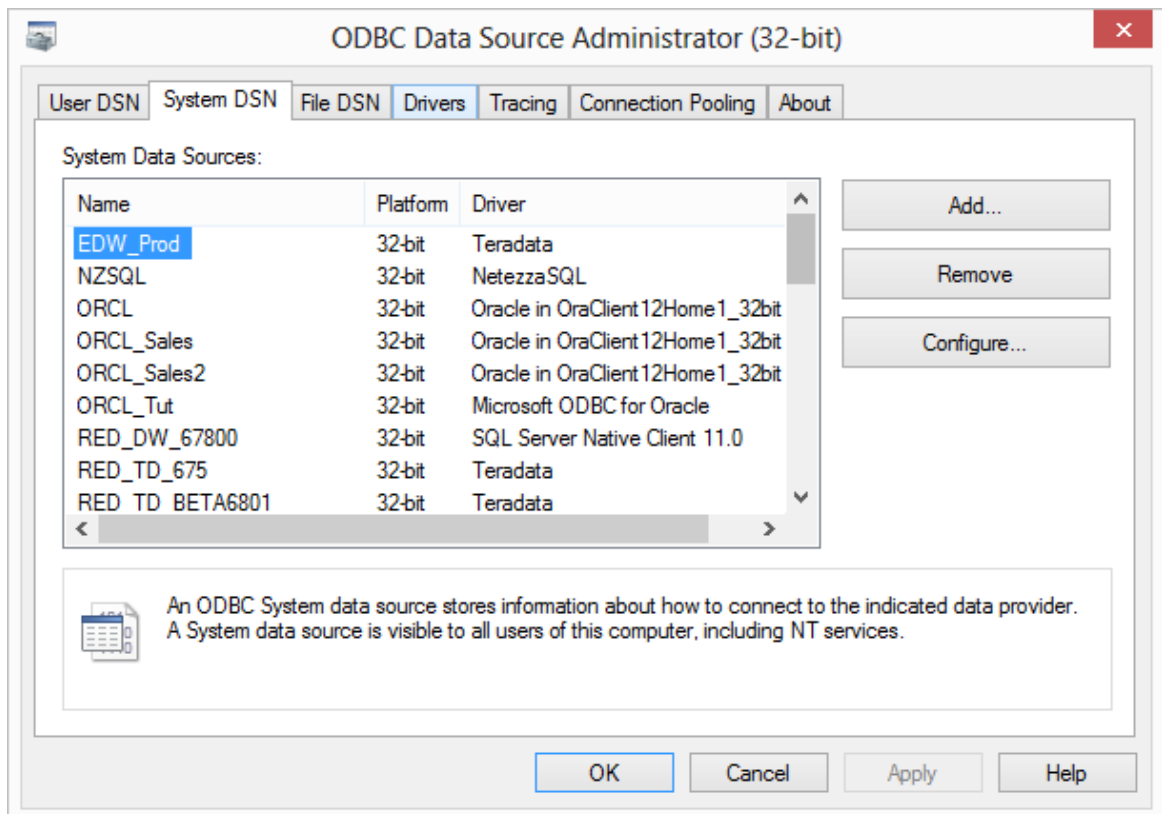 ODBC Data Source Administrator (32-bit)
User DSN System DSN File DSN Drivers Tracing Connection Pooling About
System Data Sources:
Name Platform Driver
EDW_Prod 32-bit Teradata
NZSQL 32-bit NetezzaSQL
ORCL 32-bit Oracle in OraClient12Home1_32bit
ORCL_Sales 32-bit Oracle in OraClient12Home1_32bit
ORCL_Sales2 32-bit Oracle in OraClient12Home1_32bit
ORCL_Tut 32-bit Microsoft ODBC for Oracle
RED_DW_67800 32-bit SQL Server Native Client 11.0
RED_TD_675 32-bit Teradata
RED_TD_BETA6801 32-bit Teradata
Add...
Remove
Configure...
An ODBC System data source stores information about how to connect to the indicated data provider.
A System data source is visible to all users of this computer, including NT services.
OK Cancel Apply Help